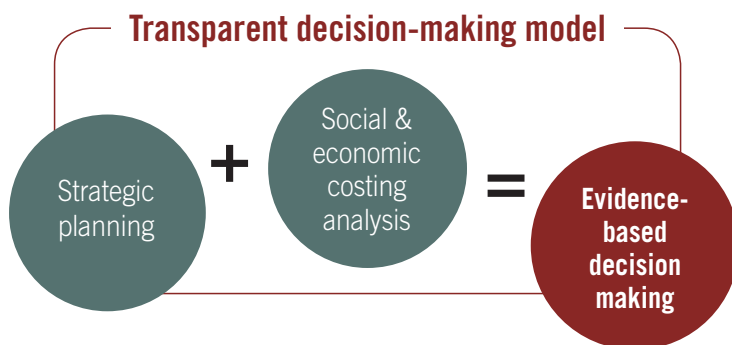 Transparent decision-making model
Strategic
planning
+
Social &
economic
costing
analysis
=
Evidence-
based
decision
making